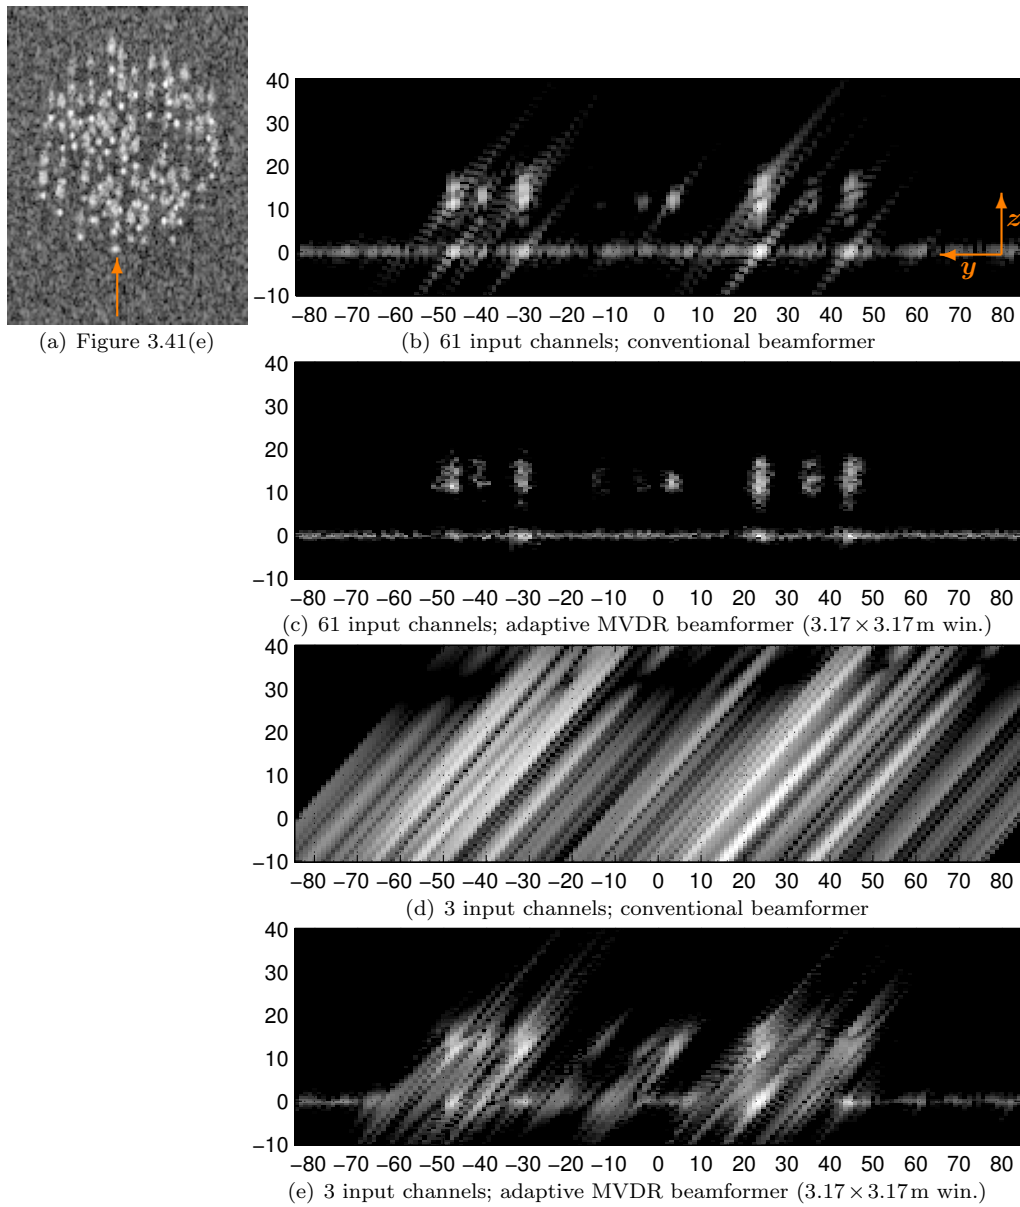 40
30
20
10
0
−10
z
y
−80 −70 −60 −50 −40 −30 −20 −10 0 10 20 30 40 50 60 70 80
(a) Figure 3.41(e)
(b) 61 input channels; conventional beamformer
40
30
20
10
0
−10
−80 −70 −60 −50 −40 −30 −20 −10 0 10 20 30 40 50 60 70 80
(c) 61 input channels; adaptive MVDR beamformer (3.17×3.17m win.)
40
30
20
10
0
−10
−80 −70 −60 −50 −40 −30 −20 −10 0 10 20 30 40 50 60 70 80
(d) 3 input channels; conventional beamformer
40
30
20
10
0
−10
−80 −70 −60 −50 −40 −30 −20 −10 0 10 20 30 40 50 60 70 80
(e) 3 input channels; adaptive MVDR beamformer (3.17×3.17m win.)